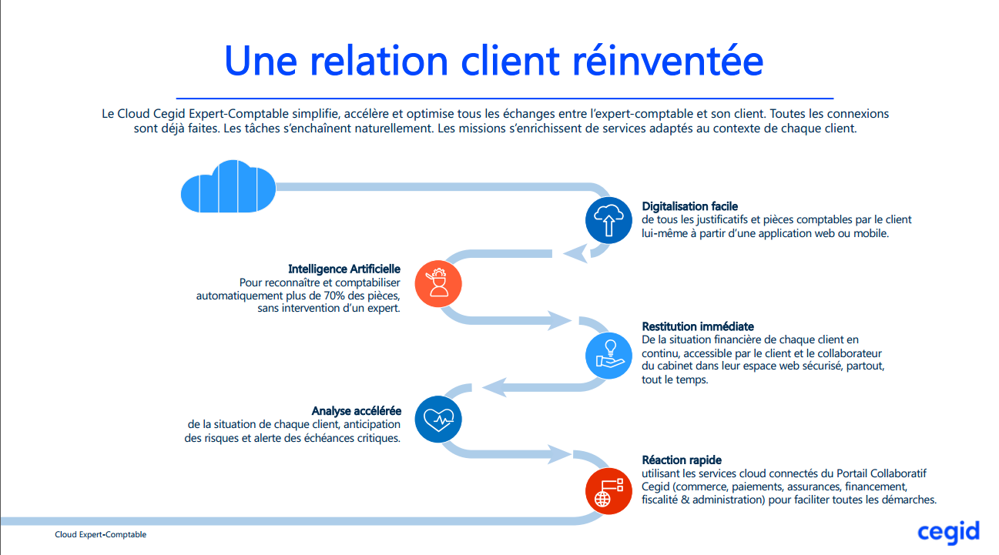 Une relation client réinventée
Le Cloud Cegid Expert-Comptable simplifie, accélère et optimise tous les échanges entre l’expert-comptable et son client. Toutes les connexions
sont déjà faites. Les tâches s’enchaînent naturellement. Les missions s’enrichissent de services adaptés au contexte de chaque client.
Digitalisation facile
de tous les justificatifs et pièces comptables par le client
lui-même à partir d’une application web ou mobile.
Intelligence Artificielle
Pour reconnaître et comptabiliser
automatiquement plus de 70% des pièces,
sans intervention d’un expert.
Restitution immédiate
De la situation financière de chaque client en
continu, accessible par le client et le collaborateur
du cabinet dans leur espace web sécurisé, partout,
tout le temps.
Analyse accélérée
de la situation de chaque client, anticipation
des risques et alerte des échéances critiques.
Réaction rapide
utilisant les services cloud connectés du Portail Collaboratif
Cegid (commerce, paiements, assurances, financement,
fiscalité & administration) pour faciliter toutes les démarches.
Cloud Expert-Comptable
cegid